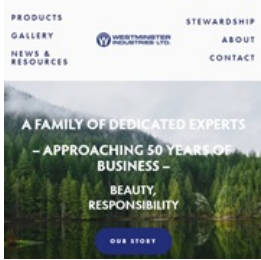 PRODUCTS
GALLERY
NEWS &
RESOURCES
WESTMINSTER
INDUSTRIES LTD.
STEWARDSHIP
ABOUT
CONTACT
A FAMILY OF DEDICATED EXPERTS
– APPROACHING 50 YEARS OF
BUSINESS –
BEAUTY,
RESPONSIBILITY
OUR STORY